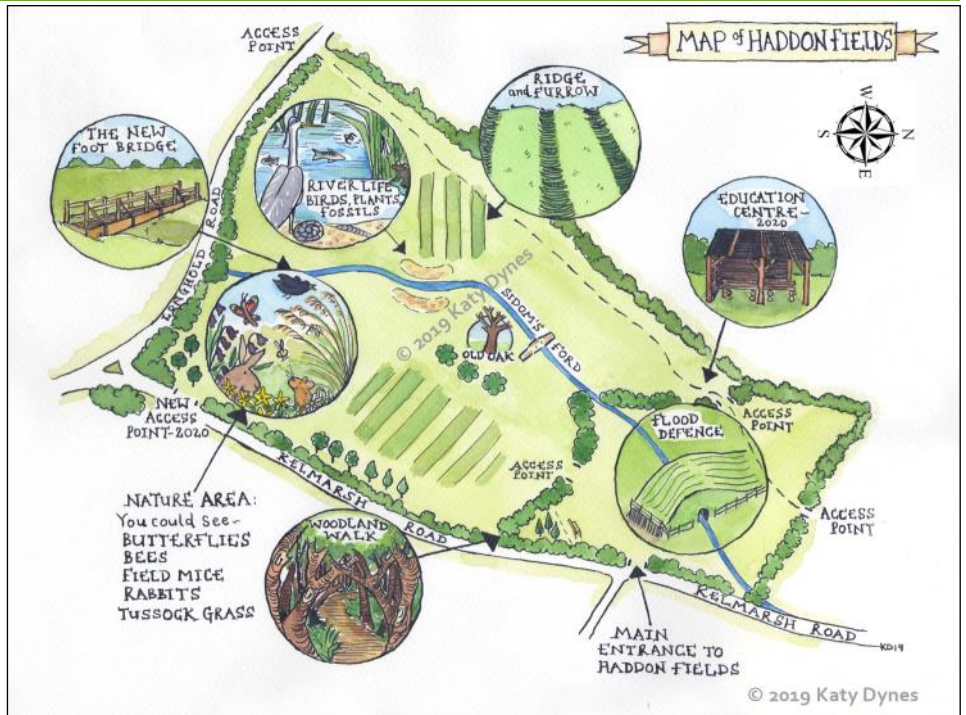 MAP of HADDON FIELDS
ACCESS
POINT
RIDGE
and FURROW
THE NEW
FOOT BRIDGE
RIVER LIFE
BIRDS, PLANTS,
FOSSILS
W
S
N
E
EDUCATION
CENTRE-
2020
LONGHOLD ROAD
© 2019 Katy Dynes
SIDOM'S FORD
OLD OAK
NEW
ACCESS
POINT-2020
FLOOD
DEFENCE
ACCESS
POINT
ACCESS
POINT
ACCESS
POINT
KELMARSH ROAD
NATURE AREA:
You could see-
BUTTERFLIES
BEES
FIELD MICE
RABBITS
TUSSOCK GRASS
WOODLAND
WALK
MAIN
ENTRANCE TO
HADDON FIELDS
KELMARSH ROAD
KD19
© 2019 Katy Dynes